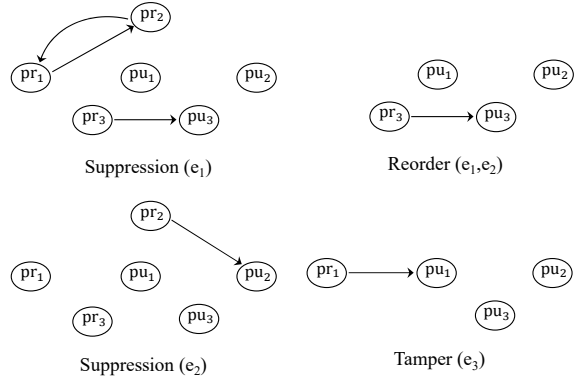 pr₂
pr₁ pu₁ pu₂
pr₃ pu₃
Suppression (e₁)
pu₁ pu₂
pr₃ pu₃
Reorder (e₁,e₂)
pr₂
pr₁ pu₁ pu₂
pr₃ pu₃
Suppression (e₂)
pr₁ pu₁ pu₂
pu₃
Tamper (e₃)